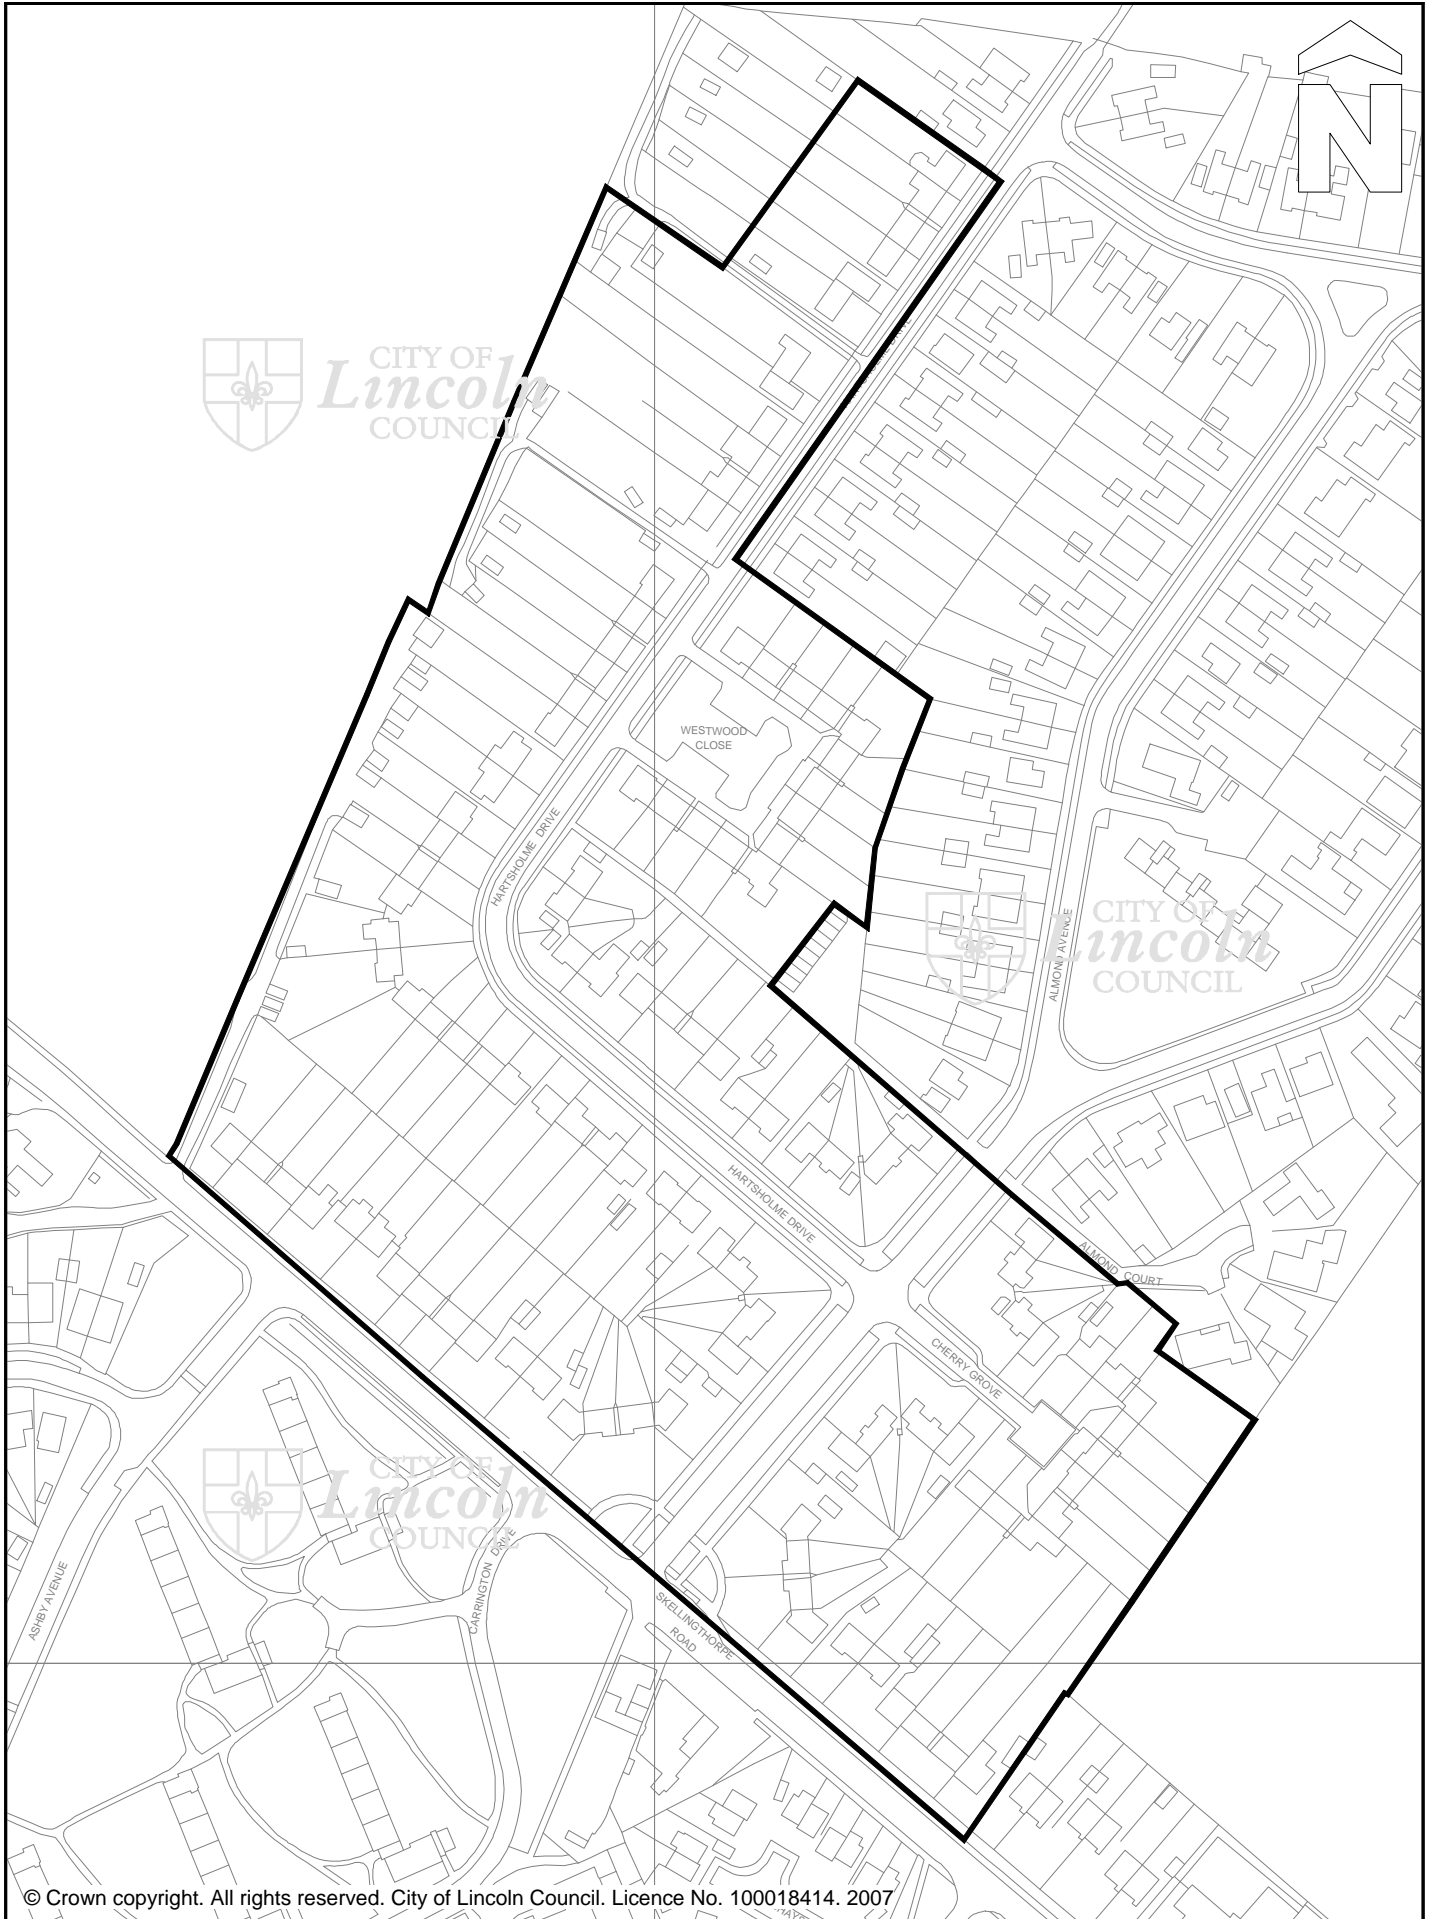 N
CITY OF
Lincoln
COUNCIL
WESTWOOD
CLOSE
HARTSHOLME DRIVE
CITY OF
Lincoln
COUNCIL
ALMOND AVENUE
HARTSHOLME DRIVE
ALMOND COURT
CHERRY GROVE
CITY OF
Lincoln
COUNCIL
CARRINGTON DRIVE
ASHBY AVENUE
SKELLINGTHORPE
ROAD
© Crown copyright. All rights reserved. City of Lincoln Council. Licence No. 100018414. 2007